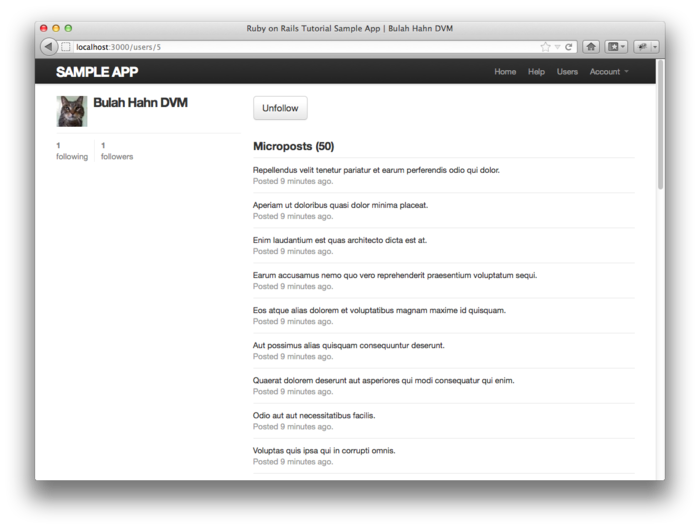 Ruby on Rails Tutorial Sample App | Bulah Hahn DVM
localhost:3000/users/5
SAMPLE APP
Home Help Users Account
Bulah Hahn DVM
1 following
1 followers
Unfollow
Microposts (50)
Repellendus velit tenetur pariatur et earum perferendis odio qui dolor.
Posted 9 minutes ago.
Aperiam ut doloribus quasi dolor minima placeat.
Posted 9 minutes ago.
Enim laudantium est quas architecto dicta est at.
Posted 9 minutes ago.
Earum accusamus nemo quo vero reprehenderit praesentium voluptatum sequi.
Posted 9 minutes ago.
Eos atque alias dolorem et voluptatibus magnam maxime id quisquam.
Posted 9 minutes ago.
Aut possimus alias quisquam consequuntur deserunt.
Posted 9 minutes ago.
Quaerat dolorem deserunt aut asperiores qui modi consequatur qui enim.
Posted 9 minutes ago.
Odio aut aut necessitatibus facilis.
Posted 9 minutes ago.
Voluptas quis ipsa qui in corrupti omnis.
Posted 9 minutes ago.